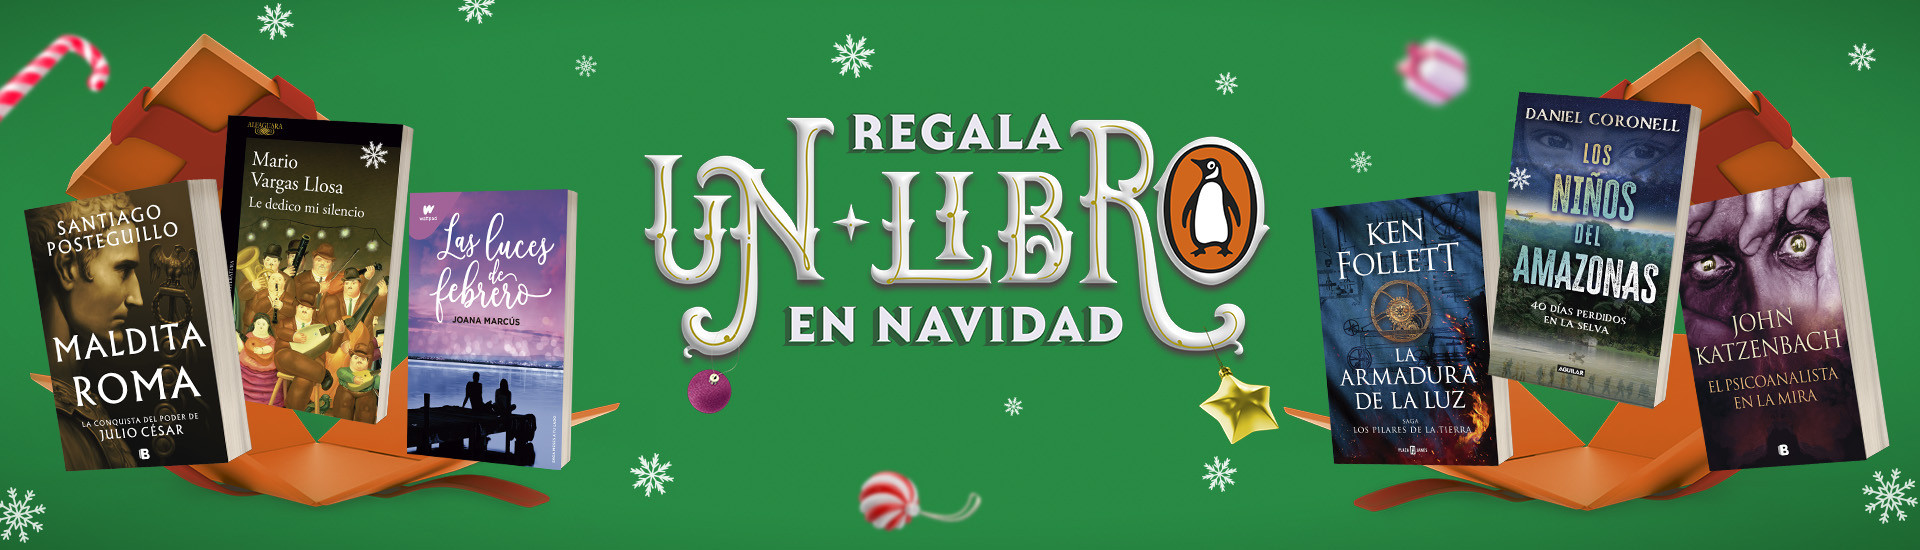 SANTIAGO
POSTEGUILLO
MALDITA
ROMA
LA CONQUISTA DEL PODER DE
JULIO CÉSAR
B
ALFAGUARA
Mario
Vargas Llosa
Le dedico mi silencio
wattpad
Las luces
de
febrero
JOANA MARCÚS
REGALA
UN LIBRO
EN NAVIDAD
KEN
FOLLETT
LA
ARMADURA
DE LA LUZ
SAGA
LOS PILARES DE LA TIERRA
PLAZA JANÉS
DANIEL CORONELL
LOS
NIÑOS
DEL
AMAZONAS
40 DÍAS PERDIDOS
EN LA SELVA
AGUILAR
JOHN
KATZENBACH
EL PSICOANALISTA
EN LA MIRA
B